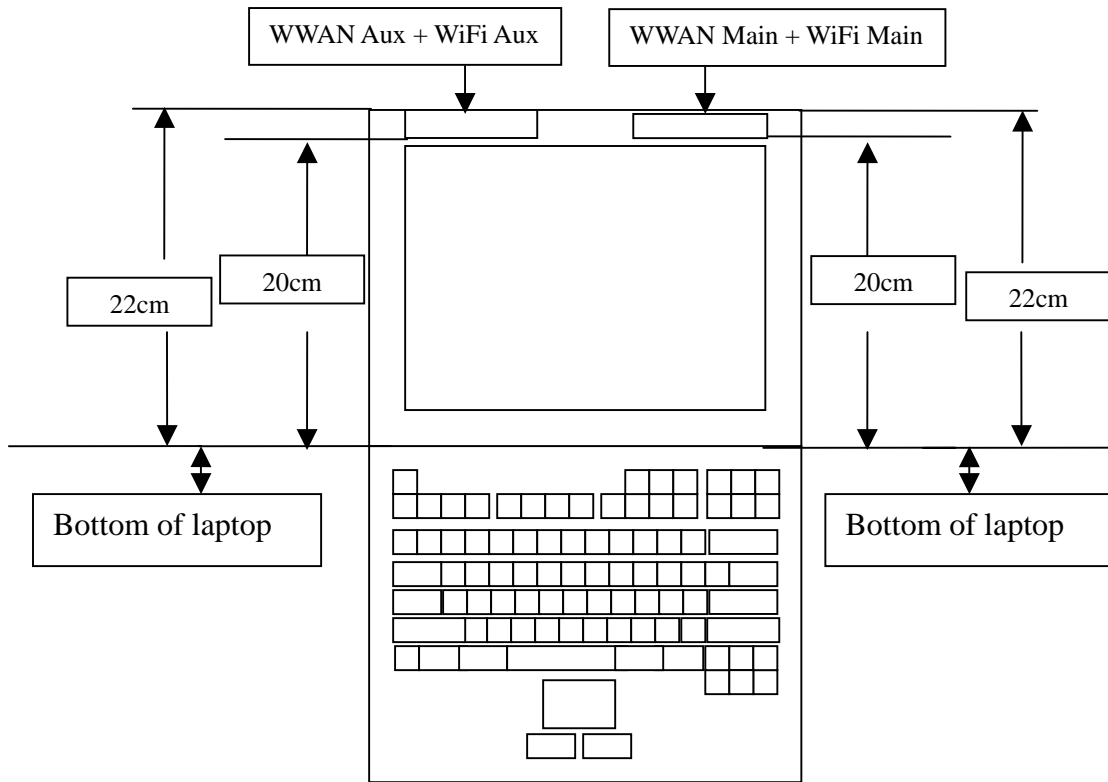 WWAN Aux + WiFi Aux
WWAN Main + WiFi Main
20cm
20cm
22cm
22cm
Bottom of laptop
Bottom of laptop